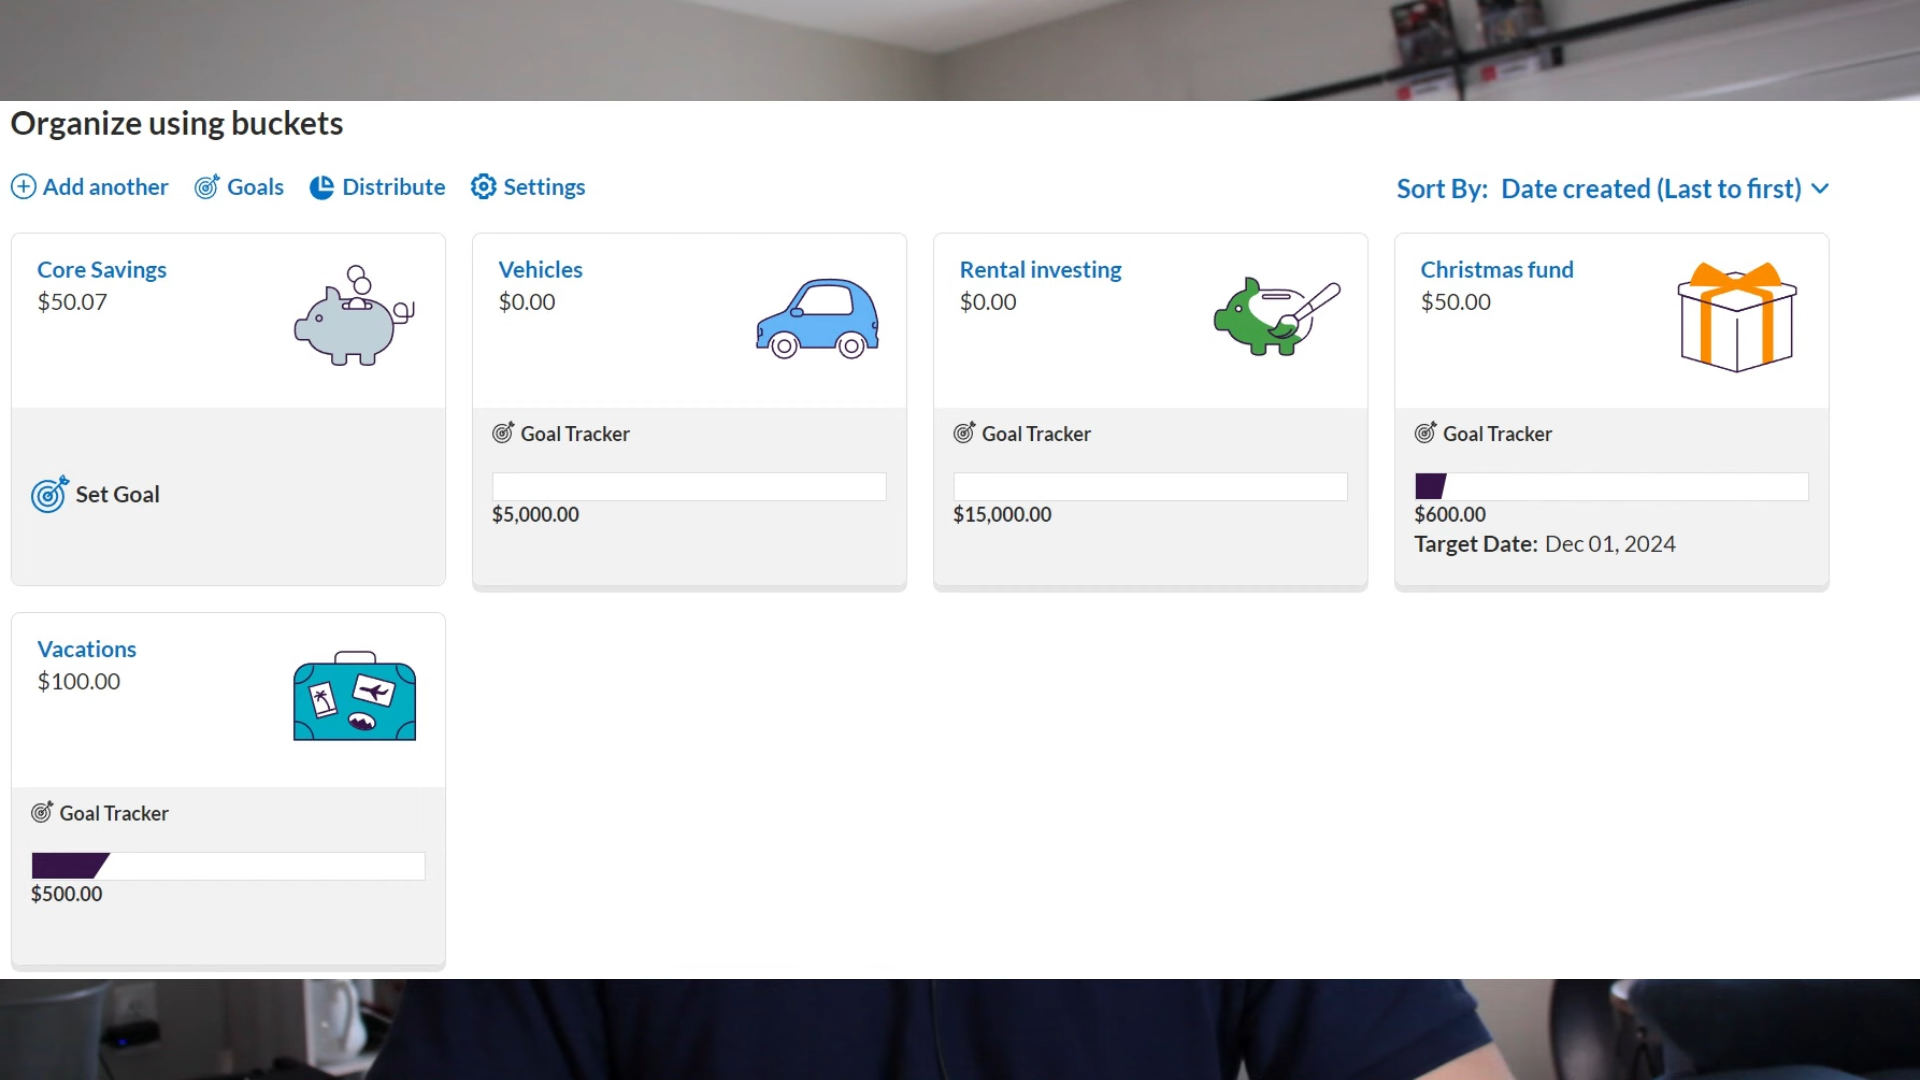 Organize using buckets
Add another Goals Distribute Settings
Sort By: Date created (Last to first)
Core Savings
$50.07
Set Goal
Vehicles
$0.00
Goal Tracker
$5,000.00
Rental investing
$0.00
Goal Tracker
$15,000.00
Christmas fund
$50.00
Goal Tracker
$600.00
Target Date: Dec 01, 2024
Vacations
$100.00
Goal Tracker
$500.00